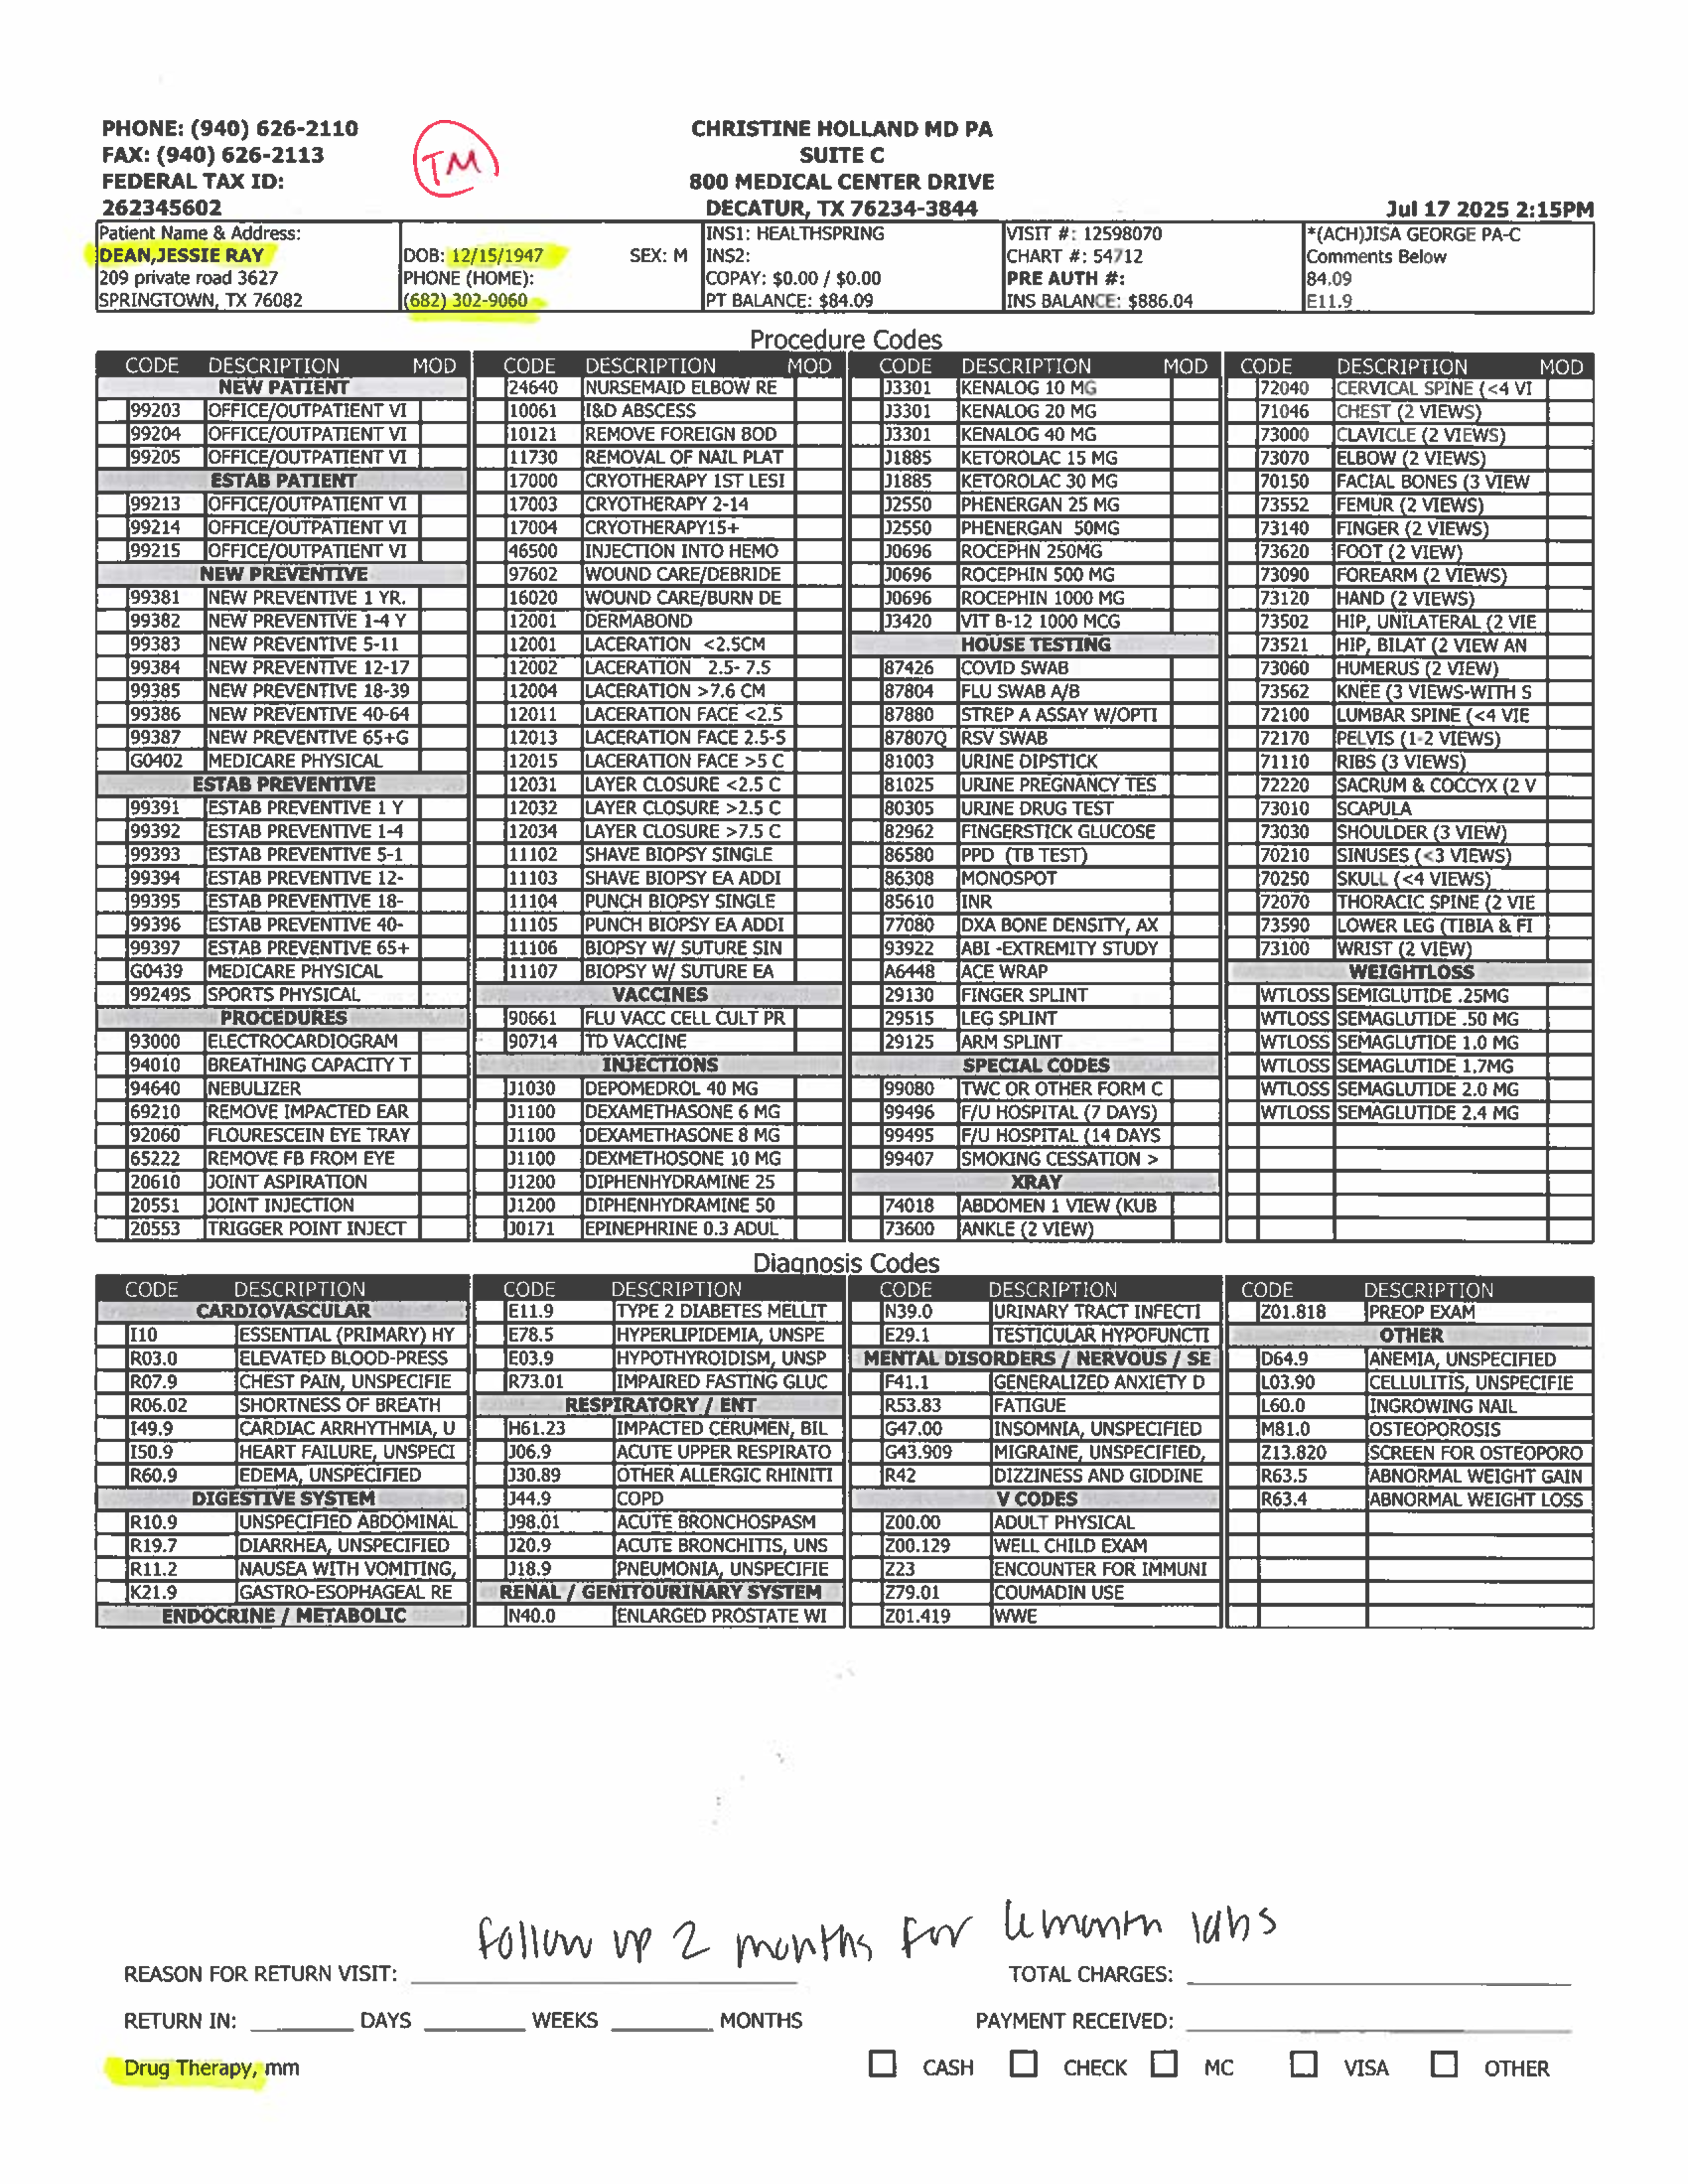 PHONE: (940) 626-2110
FAX: (940) 626-2113
FEDERAL TAX ID:
262345602
TM
CHRISTINE HOLLAND MD PA
SUITE C
800 MEDICAL CENTER DRIVE
DECATUR, TX 76234-3844
Jul 17 2025 2:15PM
Patient Name & Address:
DEAN,JESSIE RAY
209 private road 3627
SPRINGTOWN, TX 76082
DOB: 12/15/1947 SEX: M
PHONE (HOME):
(682) 302-9060
INS1: HEALTHSPRING
INS2:
COPAY: $0.00 / $0.00
PT BALANCE: $84.09
VISIT #: 12598070
CHART #: 54712
PRE AUTH #:
INS BALANCE: $886.04
*(ACH)JISA GEORGE PA-C
Comments Below
84.09
E11.9
Procedure Codes
CODE DESCRIPTION MOD
NEW PATIENT
99203 OFFICE/OUTPATIENT VI
99204 OFFICE/OUTPATIENT VI
99205 OFFICE/OUTPATIENT VI
ESTAB PATIENT
99213 OFFICE/OUTPATIENT VI
99214 OFFICE/OUTPATIENT VI
99215 OFFICE/OUTPATIENT VI
NEW PREVENTIVE
99381 NEW PREVENTIVE 1 YR.
99382 NEW PREVENTIVE 1-4 Y
99383 NEW PREVENTIVE 5-11
99384 NEW PREVENTIVE 12-17
99385 NEW PREVENTIVE 18-39
99386 NEW PREVENTIVE 40-64
99387 NEW PREVENTIVE 65+G
G0402 MEDICARE PHYSICAL
ESTAB PREVENTIVE
99391 ESTAB PREVENTIVE 1 Y
99392 ESTAB PREVENTIVE 1-4
99393 ESTAB PREVENTIVE 5-1
99394 ESTAB PREVENTIVE 12-
99395 ESTAB PREVENTIVE 18-
99396 ESTAB PREVENTIVE 40-
99397 ESTAB PREVENTIVE 65+
G0439 MEDICARE PHYSICAL
99249S SPORTS PHYSICAL
PROCEDURES
93000 ELECTROCARDIOGRAM
94010 BREATHING CAPACITY T
94640 NEBULIZER
69210 REMOVE IMPACTED EAR
92060 FLOURESCEIN EYE TRAY
65222 REMOVE FB FROM EYE
20610 JOINT ASPIRATION
20551 JOINT INJECTION
20553 TRIGGER POINT INJECT
CODE DESCRIPTION MOD
24640 NURSEMAID ELBOW RE
10061 I&D ABSCESS
10121 REMOVE FOREIGN BOD
11730 REMOVAL OF NAIL PLAT
17000 CRYOTHERAPY 1ST LESI
17003 CRYOTHERAPY 2-14
17004 CRYOTHERAPY15+
46500 INJECTION INTO HEMO
97602 WOUND CARE/DEBRIDE
16020 WOUND CARE/BURN DE
12001 DERMABOND
12001 LACERATION <2.5CM
12002 LACERATION 2.5- 7.5
12004 LACERATION >7.6 CM
12011 LACERATION FACE <2.5
12013 LACERATION FACE 2.5-5
12015 LACERATION FACE >5 C
12031 LAYER CLOSURE <2.5 C
12032 LAYER CLOSURE >2.5 C
12034 LAYER CLOSURE >7.5 C
11102 SHAVE BIOPSY SINGLE
11103 SHAVE BIOPSY EA ADDI
11104 PUNCH BIOPSY SINGLE
11105 PUNCH BIOPSY EA ADDI
11106 BIOPSY W/ SUTURE SIN
11107 BIOPSY W/ SUTURE EA
VACCINES
90661 FLU VACC CELL CULT PR
90714 TD VACCINE
INJECTIONS
J1030 DEPOMEDROL 40 MG
J1100 DEXAMETHASONE 6 MG
J1100 DEXAMETHASONE 8 MG
J1100 DEXMETHOSONE 10 MG
J1200 DIPHENHYDRAMINE 25
J1200 DIPHENHYDRAMINE 50
J0171 EPINEPHRINE 0.3 ADUL
CODE DESCRIPTION MOD
J3301 KENALOG 10 MG
J3301 KENALOG 20 MG
J3301 KENALOG 40 MG
J1885 KETOROLAC 15 MG
J1885 KETOROLAC 30 MG
J2550 PHENERGAN 25 MG
J2550 PHENERGAN 50MG
J0696 ROCEPHN 250MG
J0696 ROCEPHIN 500 MG
J0696 ROCEPHIN 1000 MG
J3420 VIT B-12 1000 MCG
HOUSE TESTING
87426 COVID SWAB
87804 FLU SWAB A/B
87880 STREP A ASSAY W/OPTI
87807Q RSV SWAB
81003 URINE DIPSTICK
81025 URINE PREGNANCY TES
80305 URINE DRUG TEST
82962 FINGERSTICK GLUCOSE
86580 PPD (TB TEST)
86308 MONOSPOT
85610 INR
77080 DXA BONE DENSITY, AX
93922 ABI -EXTREMITY STUDY
A6448 ACE WRAP
29130 FINGER SPLINT
29515 LEG SPLINT
29125 ARM SPLINT
SPECIAL CODES
99080 TWC OR OTHER FORM C
99496 F/U HOSPITAL (7 DAYS)
99495 F/U HOSPITAL (14 DAYS
99407 SMOKING CESSATION >
XRAY
74018 ABDOMEN 1 VIEW (KUB
73600 ANKLE (2 VIEW)
CODE DESCRIPTION MOD
72040 CERVICAL SPINE (<4 VI
71046 CHEST (2 VIEWS)
73000 CLAVICLE (2 VIEWS)
73070 ELBOW (2 VIEWS)
70150 FACIAL BONES (3 VIEW
73552 FEMUR (2 VIEWS)
73140 FINGER (2 VIEWS)
73620 FOOT (2 VIEW)
73090 FOREARM (2 VIEWS)
73120 HAND (2 VIEWS)
73502 HIP, UNILATERAL (2 VIE
73521 HIP, BILAT (2 VIEW AN
73060 HUMERUS (2 VIEW)
73562 KNEE (3 VIEWS-WITH S
72100 LUMBAR SPINE (<4 VIE
72170 PELVIS (1-2 VIEWS)
71110 RIBS (3 VIEWS)
72220 SACRUM & COCCYX (2 V
73010 SCAPULA
73030 SHOULDER (3 VIEW)
70210 SINUSES (<3 VIEWS)
70250 SKULL (<4 VIEWS)
72070 THORACIC SPINE (2 VIE
73590 LOWER LEG (TIBIA & FI
73100 WRIST (2 VIEW)
WEIGHTLOSS
WTLOSS SEMIGLUTIDE .25MG
WTLOSS SEMAGLUTIDE .50 MG
WTLOSS SEMAGLUTIDE 1.0 MG
WTLOSS SEMAGLUTIDE 1.7MG
WTLOSS SEMAGLUTIDE 2.0 MG
WTLOSS SEMAGLUTIDE 2.4 MG
Diagnosis Codes
CODE DESCRIPTION
CARDIOVASCULAR
I10 ESSENTIAL (PRIMARY) HY
R03.0 ELEVATED BLOOD-PRESS
R07.9 CHEST PAIN, UNSPECIFIE
R06.02 SHORTNESS OF BREATH
I49.9 CARDIAC ARRHYTHMIA, U
I50.9 HEART FAILURE, UNSPECI
R60.9 EDEMA, UNSPECIFIED
DIGESTIVE SYSTEM
R10.9 UNSPECIFIED ABDOMINAL
R19.7 DIARRHEA, UNSPECIFIED
R11.2 NAUSEA WITH VOMITING,
K21.9 GASTRO-ESOPHAGEAL RE
ENDOCRINE / METABOLIC
CODE DESCRIPTION
E11.9 TYPE 2 DIABETES MELLIT
E78.5 HYPERLIPIDEMIA, UNSPE
E03.9 HYPOTHYROIDISM, UNSP
R73.01 IMPAIRED FASTING GLUC
RESPIRATORY / ENT
H61.23 IMPACTED CERUMEN, BIL
J06.9 ACUTE UPPER RESPIRATO
J30.89 OTHER ALLERGIC RHINITI
J44.9 COPD
J98.01 ACUTE BRONCHOSPASM
J20.9 ACUTE BRONCHITIS, UNS
J18.9 PNEUMONIA, UNSPECIFIE
RENAL / GENITOURINARY SYSTEM
N40.0 ENLARGED PROSTATE WI
CODE DESCRIPTION
N39.0 URINARY TRACT INFECTI
E29.1 TESTICULAR HYPOFUNCTI
MENTAL DISORDERS / NERVOUS / SE
F41.1 GENERALIZED ANXIETY D
R53.83 FATIGUE
G47.00 INSOMNIA, UNSPECIFIED
G43.909 MIGRAINE, UNSPECIFIED,
R42 DIZZINESS AND GIDDINE
V CODES
Z00.00 ADULT PHYSICAL
Z00.129 WELL CHILD EXAM
Z23 ENCOUNTER FOR IMMUNI
Z79.01 COUMADIN USE
Z01.419 WWE
CODE DESCRIPTION
Z01.818 PREOP EXAM
OTHER
D64.9 ANEMIA, UNSPECIFIED
L03.90 CELLULITIS, UNSPECIFIE
L60.0 INGROWING NAIL
M81.0 OSTEOPOROSIS
Z13.820 SCREEN FOR OSTEOPORO
R63.5 ABNORMAL WEIGHT GAIN
R63.4 ABNORMAL WEIGHT LOSS
follow up 2 months for 6 month labs
REASON FOR RETURN VISIT: TOTAL CHARGES:
RETURN IN: DAYS WEEKS MONTHS PAYMENT RECEIVED:
Drug Therapy, mm CASH CHECK MC VISA OTHER